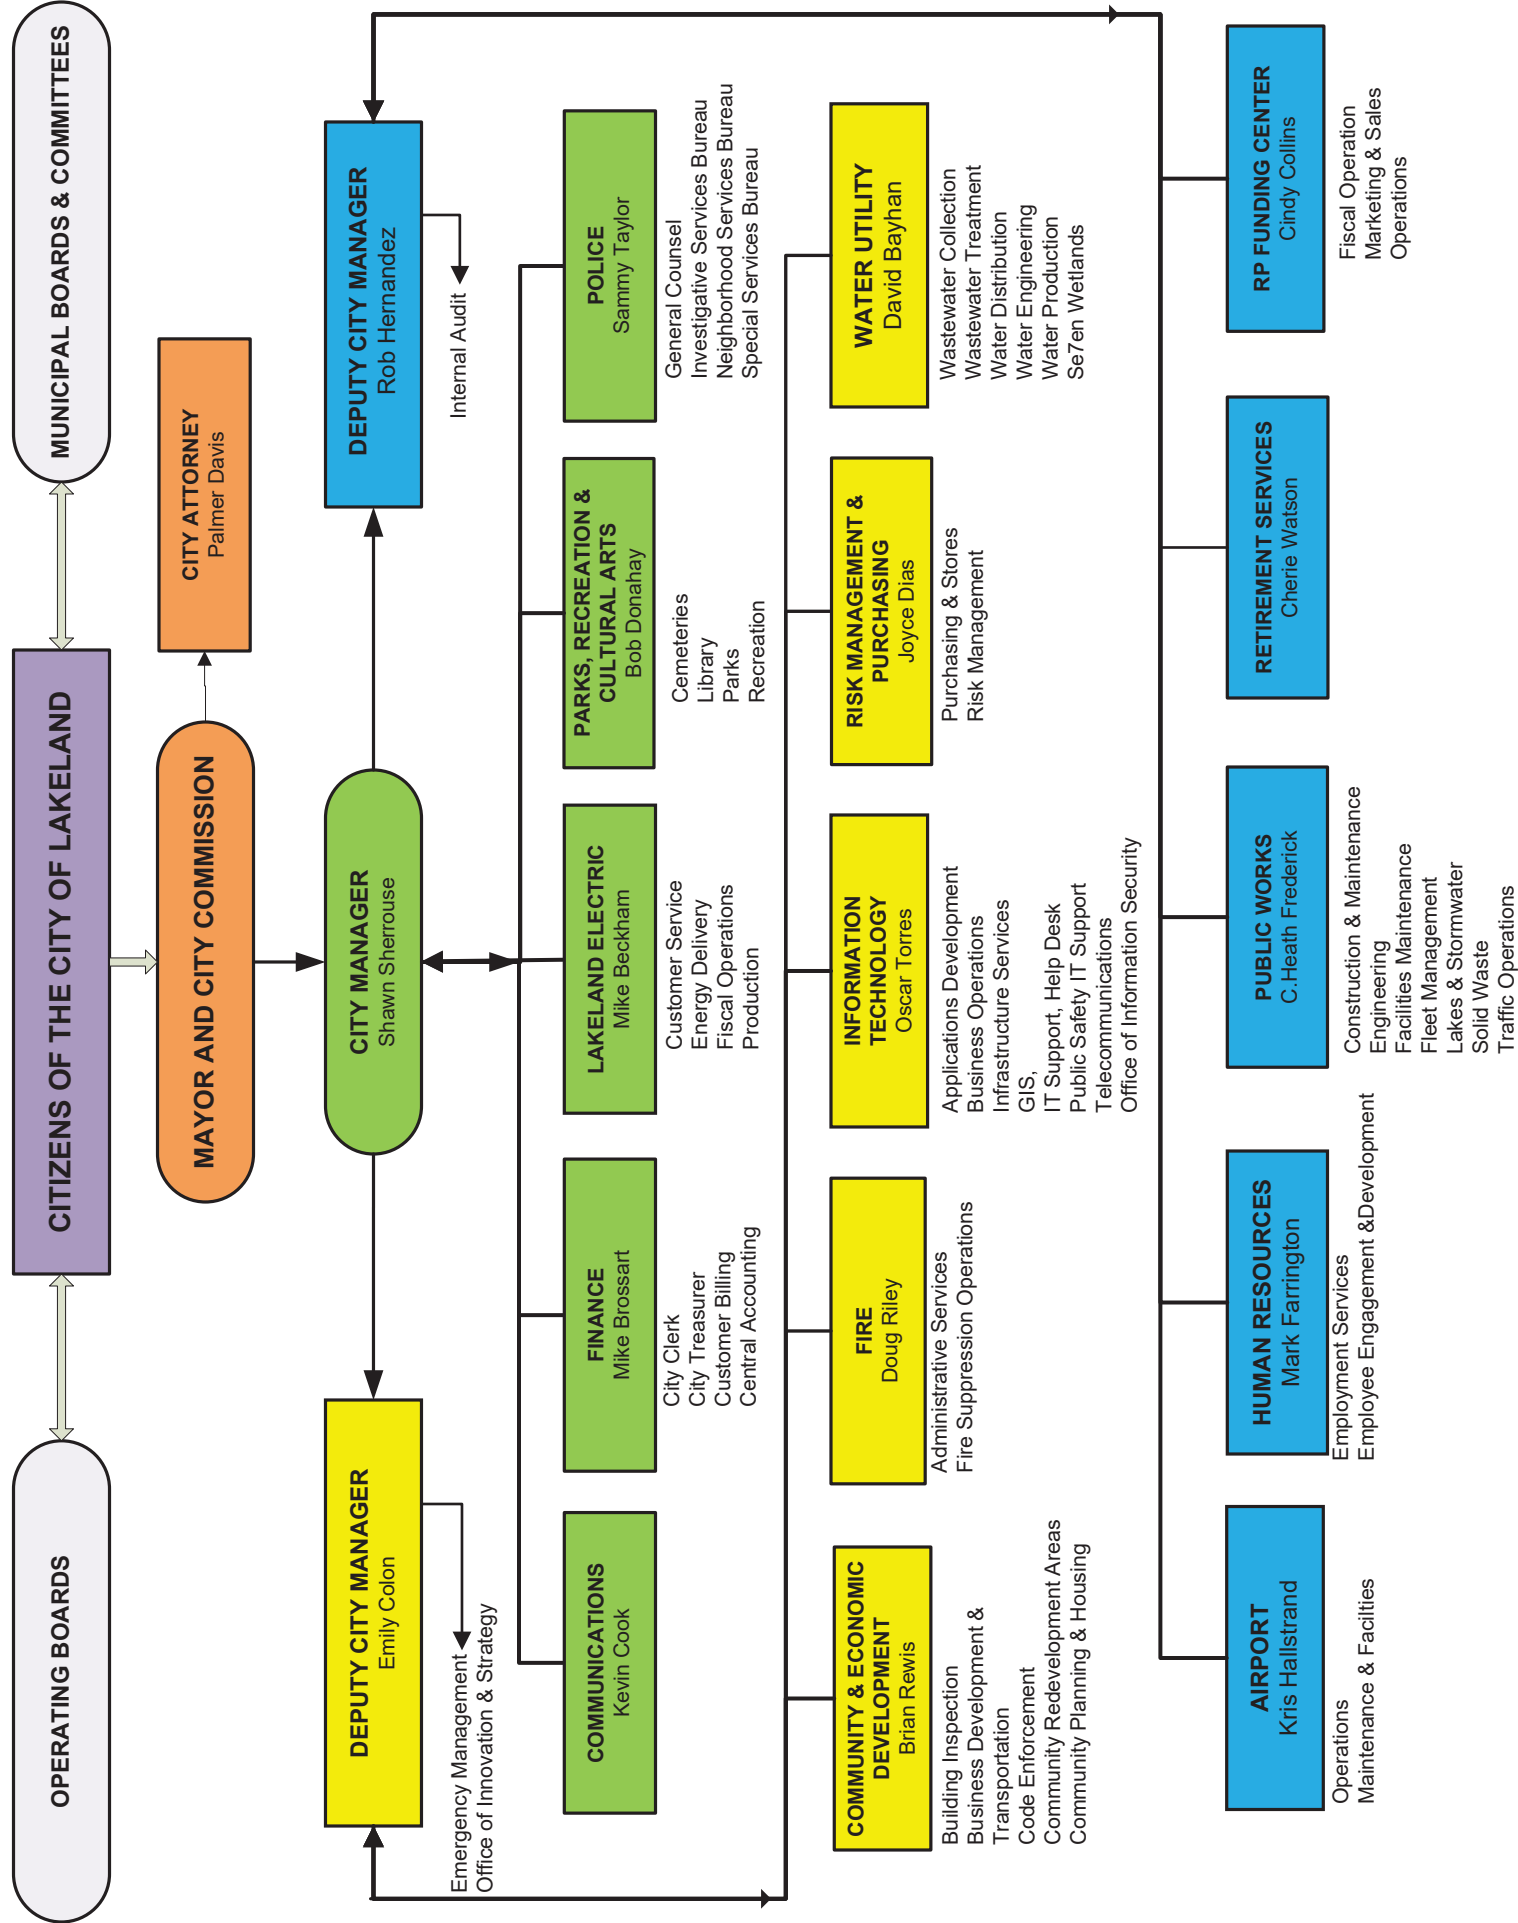 OPERATING BOARDS
CITIZENS OF THE CITY OF LAKELAND
MUNICIPAL BOARDS & COMMITTEES
MAYOR AND CITY COMMISSION
CITY ATTORNEY
Palmer Davis
DEPUTY CITY MANAGER
Emily Colon
Emergency Management
Office of Innovation & Strategy
CITY MANAGER
Shawn Sherrouse
DEPUTY CITY MANAGER
Rob Hernandez
Internal Audit
COMMUNICATIONS
Kevin Cook
FINANCE
Mike Brossart
City Clerk
City Treasurer
Customer Billing
Central Accounting
LAKELAND ELECTRIC
Mike Beckham
Customer Service
Energy Delivery
Fiscal Operations
Production
PARKS, RECREATION &
CULTURAL ARTS
Bob Donahay
Cemeteries
Library
Parks
Recreation
POLICE
Sammy Taylor
General Counsel
Investigative Services Bureau
Neighborhood Services Bureau
Special Services Bureau
COMMUNITY & ECONOMIC
DEVELOPMENT
Brian Rewis
Building Inspection
Business Development &
Transportation
Code Enforcement
Community Redevelopment Areas
Community Planning & Housing
FIRE
Doug Riley
Administrative Services
Fire Suppression Operations
INFORMATION
TECHNOLOGY
Oscar Torres
Applications Development
Business Operations
Infrastructure Services
GIS,
IT Support, Help Desk
Public Safety IT Support
Telecommunications
Office of Information Security
RISK MANAGEMENT &
PURCHASING
Joyce Dias
Purchasing & Stores
Risk Management
WATER UTILITY
David Bayhan
Wastewater Collection
Wastewater Treatment
Water Distribution
Water Engineering
Water Production
Se7en Wetlands
AIRPORT
Kris Hallstrand
Operations
Maintenance & Facilties
HUMAN RESOURCES
Mark Farrington
Employment Services
Employee Engagement &Development
PUBLIC WORKS
C.Heath Frederick
Construction & Maintenance
Engineering
Facilities Maintenance
Fleet Management
Lakes & Stormwater
Solid Waste
Traffic Operations
RETIREMENT SERVICES
Cherie Watson
RP FUNDING CENTER
Cindy Collins
Fiscal Operation
Marketing & Sales
Operations